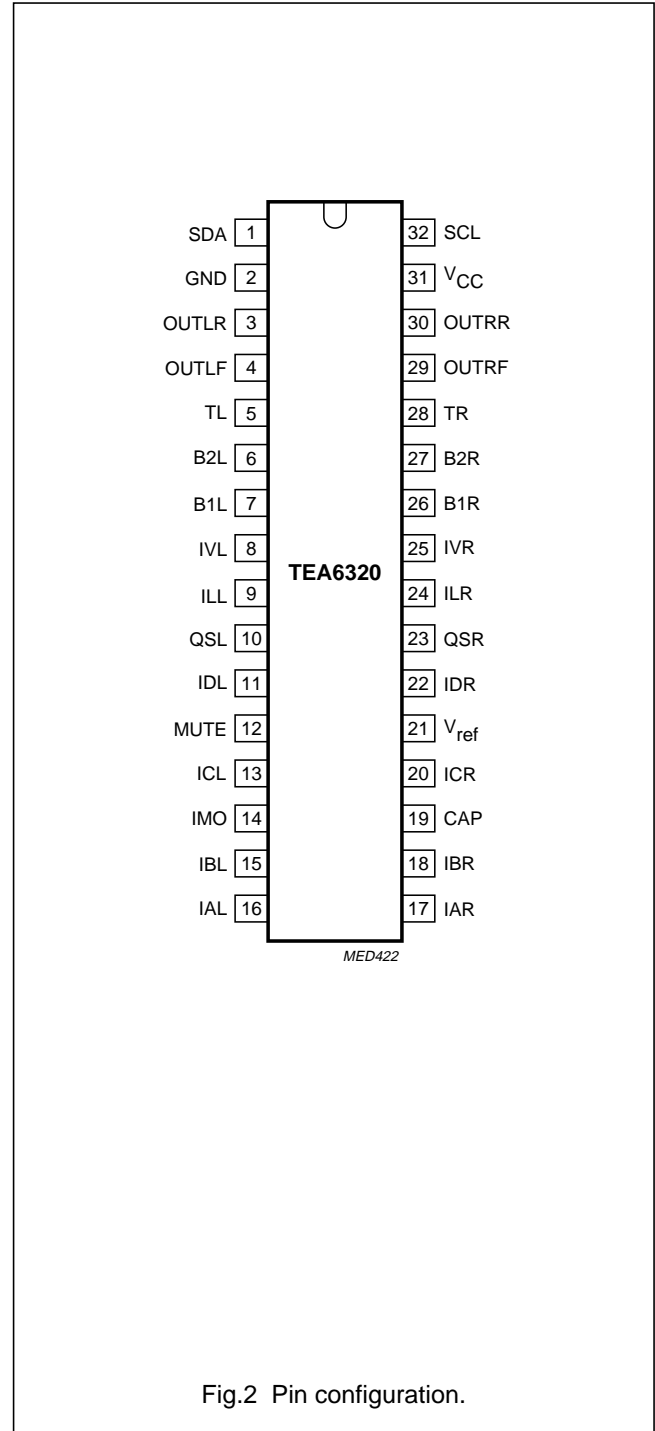 SDA 1 32 SCL
GND 2 31 VCC
OUTLR 3 30 OUTRR
OUTLF 4 29 OUTRF
TL 5 28 TR
B2L 6 27 B2R
B1L 7 26 B1R
IVL 8 25 IVR
TEA6320
ILL 9 24 ILR
QSL 10 23 QSR
IDL 11 22 IDR
MUTE 12 21 Vref
ICL 13 20 ICR
IMO 14 19 CAP
IBL 15 18 IBR
IAL 16 17 IAR
MED422
Fig.2 Pin configuration.